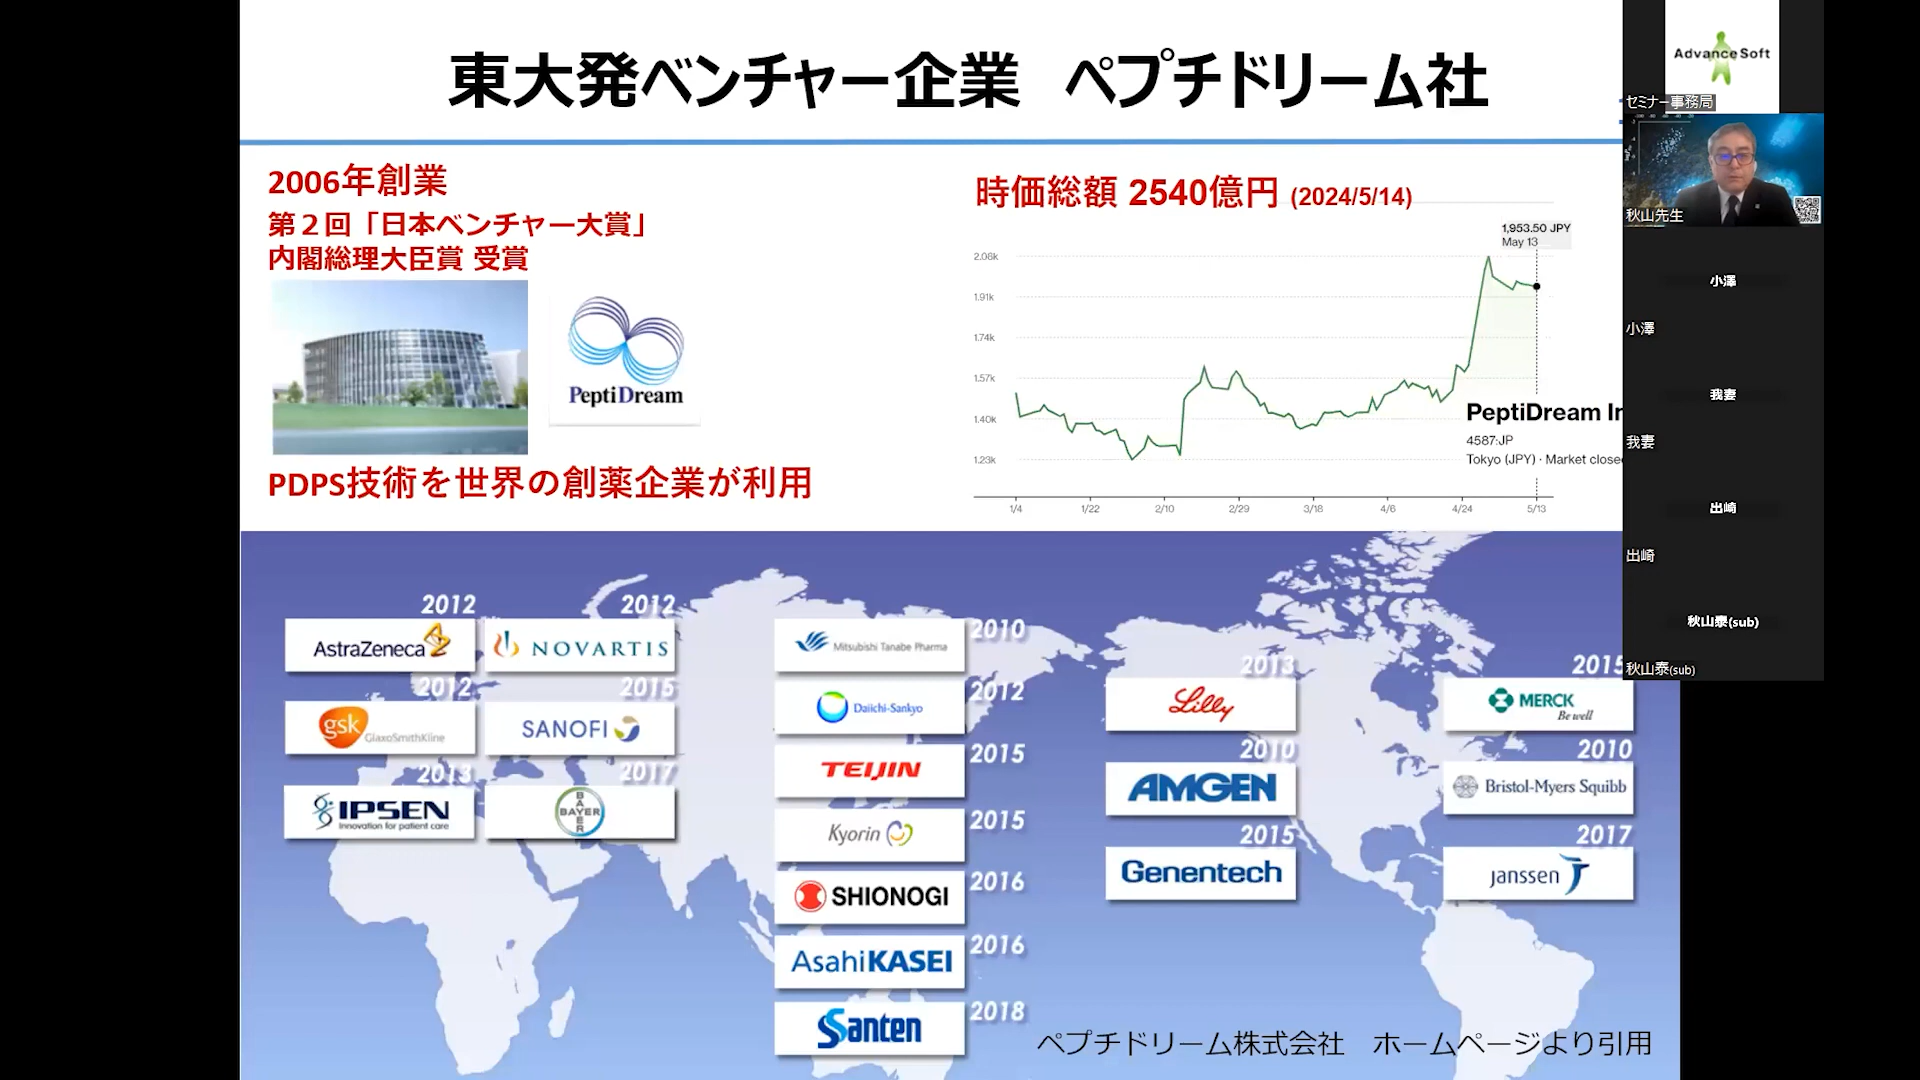 東大発ベンチャー企業　ペプチドリーム社
2006年創業
第２回「日本ベンチャー大賞」
内閣総理大臣賞 受賞
PeptiDream
PDPS技術を世界の創薬企業が利用
時価総額 2540億円 (2024/5/14)
1,953.50 JPY
May 13
2.06k
1.91k
1.74k
1.57k
1.40k
1.23k
PeptiDream In
4587:JP
Tokyo (JPY) · Market close
1/4 1/22 2/10 2/29 3/18 4/6 4/24 5/13
2012
AstraZeneca
2012
NOVARTIS
2012
gsk GlaxoSmithKline
2015
SANOFI
2013
IPSEN
Innovation for patient care
2017
BAYER
BAYER
Mitsubishi Tanabe Pharma
2010
Daiichi-Sankyo
2012
TEIJIN
2015
Kyorin
2015
SHIONOGI
2016
AsahiKASEI
2016
Santen
2018
2013
Lilly
2010
AMGEN
2015
Genentech
2015
MERCK
Be well
2010
Bristol-Myers Squibb
2017
janssen
ペプチドリーム株式会社　ホームページより引用
AdvanceSoft
セミナー事務局
秋山先生
小澤
小澤
我妻
我妻
出崎
出崎
秋山泰(sub)
秋山泰(sub)